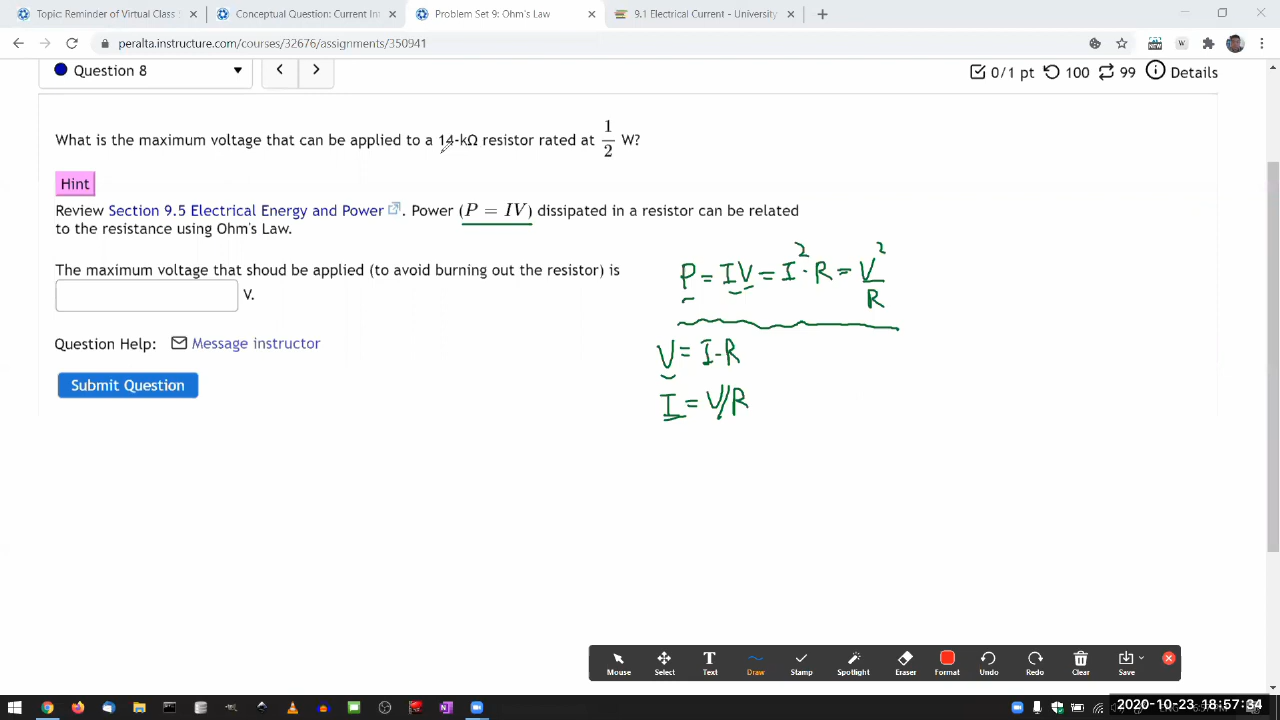 Topic: Reminder of Virtual Class
Conceptual Question: Current In
Problem Set 9: Ohm's Law
9.1 Electrical Current - University
peralta.instructure.com/courses/32676/assignments/350941
NEW
W
Question 8
0/1 pt 100 99 Details
What is the maximum voltage that can be applied to a 14-kΩ resistor rated at 1/2 W?
Hint
Review Section 9.5 Electrical Energy and Power . Power (P = IV) dissipated in a resistor can be related
to the resistance using Ohm's Law.
The maximum voltage that shoud be applied (to avoid burning out the resistor) is
V.
P = IV = I² · R = V²/R
V = I·R
I = V/R
Question Help: Message instructor
Submit Question
Mouse Select Text Draw Stamp Spotlight Eraser Format Undo Redo Clear Save
2020-10-23 18:57:34